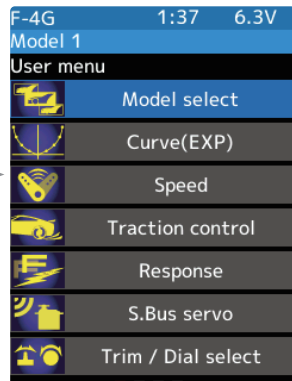 F-4G 1:37 6.3V
Model 1
User menu
Model select
Curve(EXP)
Speed
Traction control
Response
S.Bus servo
Trim / Dial select